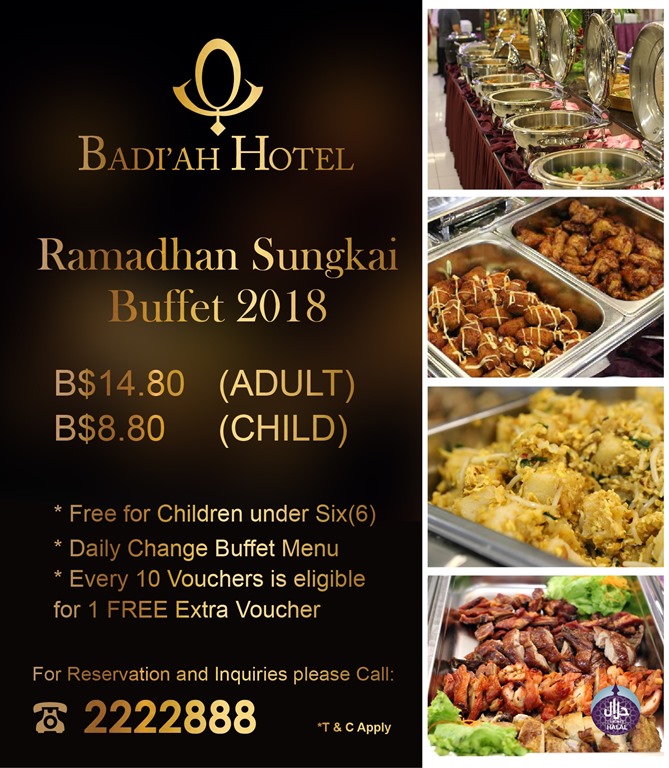 BADI'AH HOTEL
Ramadhan Sungkai
Buffet 2018
B$14.80 (ADULT)
B$8.80 (CHILD)
* Free for Children under Six(6)
* Daily Change Buffet Menu
* Every 10 Vouchers is eligible
for 1 FREE Extra Voucher
For Reservation and Inquiries please Call:
2222888
*T & C Apply
حلال
HALAL